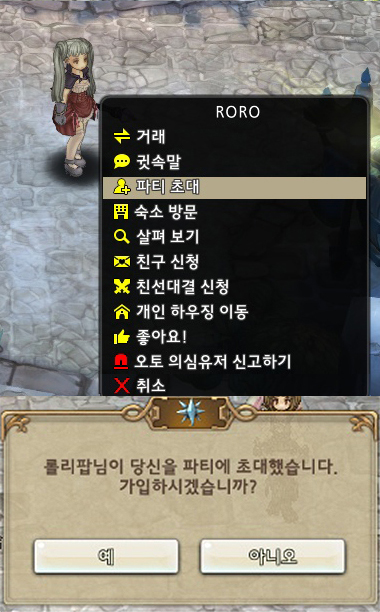 RORO
거래
귓속말
파티 초대
숙소 방문
살펴 보기
친구 신청
친선대결 신청
개인 하우징 이동
좋아요!
오토 의심유저 신고하기
취소
롤리팝님이 당신을 파티에 초대했습니다.
가입하시겠습니까?
예
아니오